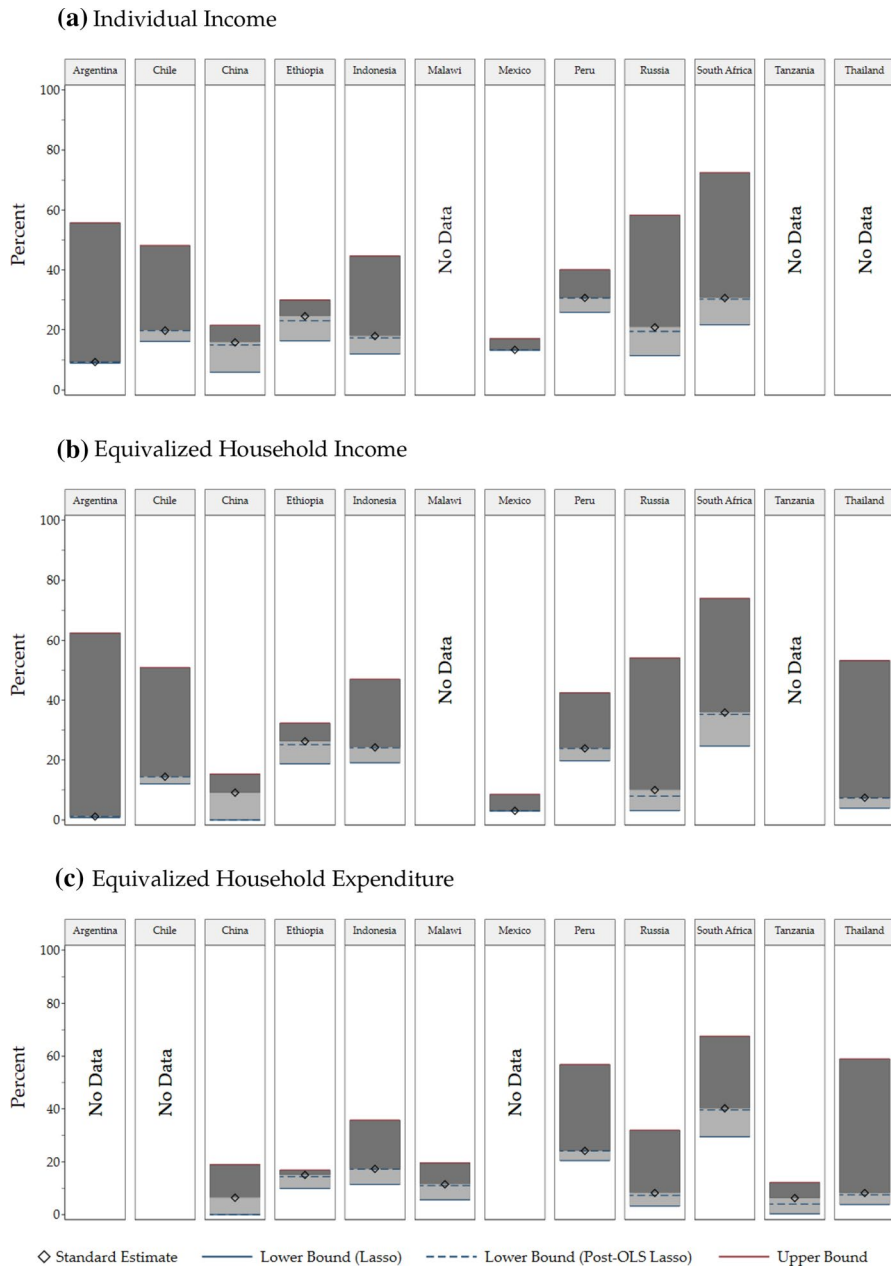 (a) Individual Income
Argentina Chile China Ethiopia Indonesia Malawi Mexico Peru Russia South Africa Tanzania Thailand
100
80
60
40
20
0
Percent
No Data
No Data
No Data
(b) Equivalized Household Income
Argentina Chile China Ethiopia Indonesia Malawi Mexico Peru Russia South Africa Tanzania Thailand
100
80
60
40
20
0
Percent
No Data
No Data
(c) Equivalized Household Expenditure
Argentina Chile China Ethiopia Indonesia Malawi Mexico Peru Russia South Africa Tanzania Thailand
100
80
60
40
20
0
Percent
No Data
No Data
No Data
Standard Estimate Lower Bound (Lasso) Lower Bound (Post-OLS Lasso) Upper Bound